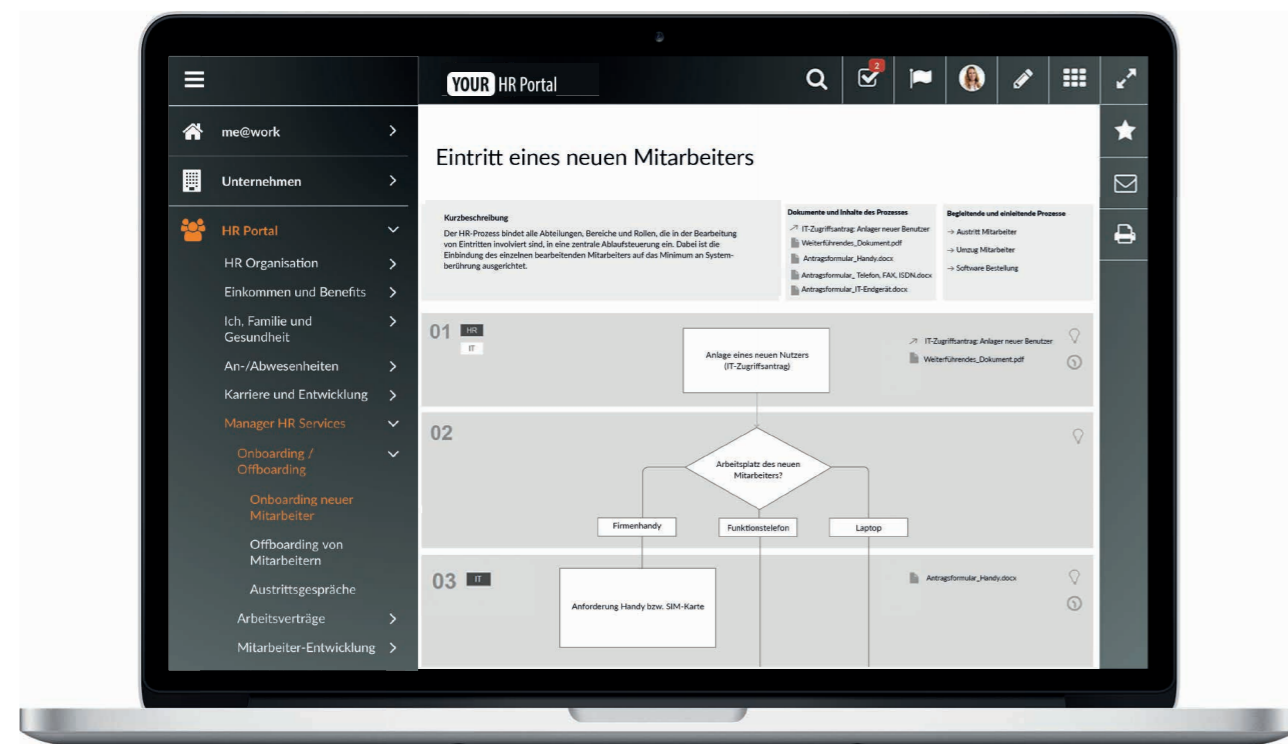 2
YOUR HR Portal
me@work
Unternehmen
HR Portal
HR Organisation
Einkommen und Benefits
Ich, Familie und
Gesundheit
An-/Abwesenheiten
Karriere und Entwicklung
Manager HR Services
Onboarding /
Offboarding
Onboarding neuer
Mitarbeiter
Offboarding von
Mitarbeitern
Austrittsgespräche
Arbeitsverträge
Mitarbeiter-Entwicklung
Eintritt eines neuen Mitarbeiters
Kurzbeschreibung
Der HR-Prozess bindet alle Abteilungen, Bereiche und Rollen, die in der Bearbeitung
von Eintritten involviert sind, in eine zentrale Ablaufsteuerung ein. Dabei ist die
Einbindung des einzelnen bearbeitenden Mitarbeiters auf das Minimum an System-
berührung ausgerichtet.
Dokumente und Inhalte des Prozesses
IT-Zugriffsantrag: Anlager neuer Benutzer
Weiterführendes_Dokument.pdf
Antragsformular_Handy.docx
Antragsformular_ Telefon, FAX, ISDN.docx
Antragsformular_IT-Endgerät.docx
Begleitende und einleitende Prozesse
→ Austritt Mitarbeiter
→ Umzug Mitarbeiter
→ Software Bestellung
01 HR
IT
Anlage eines neuen Nutzers
(IT-Zugriffsantrag)
IT-Zugriffsantrag: Anlager neuer Benutzer
Weiterführendes_Dokument.pdf
02
Arbeitsplatz des neuen
Mitarbeiters?
Firmenhandy
Funktionstelefon
Laptop
03 IT
Anforderung Handy bzw. SIM-Karte
Antragsformular_Handy.docx